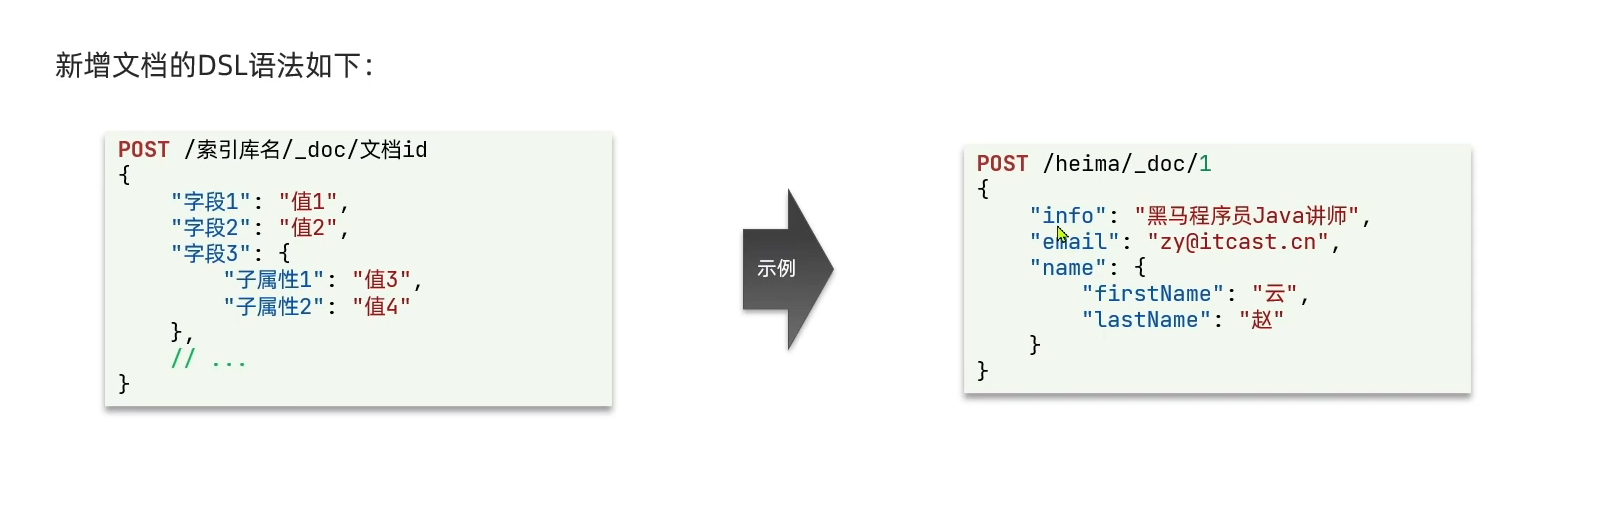 新增文档的DSL语法如下：
POST /索引库名/_doc/文档id
{
    "字段1": "值1",
    "字段2": "值2",
    "字段3": {
        "子属性1": "值3",
        "子属性2": "值4"
    },
    // ...
}
示例
POST /heima/_doc/1
{
    "info": "黑马程序员Java讲师",
    "email": "zy@itcast.cn",
    "name": {
        "firstName": "云",
        "lastName": "赵"
    }
}